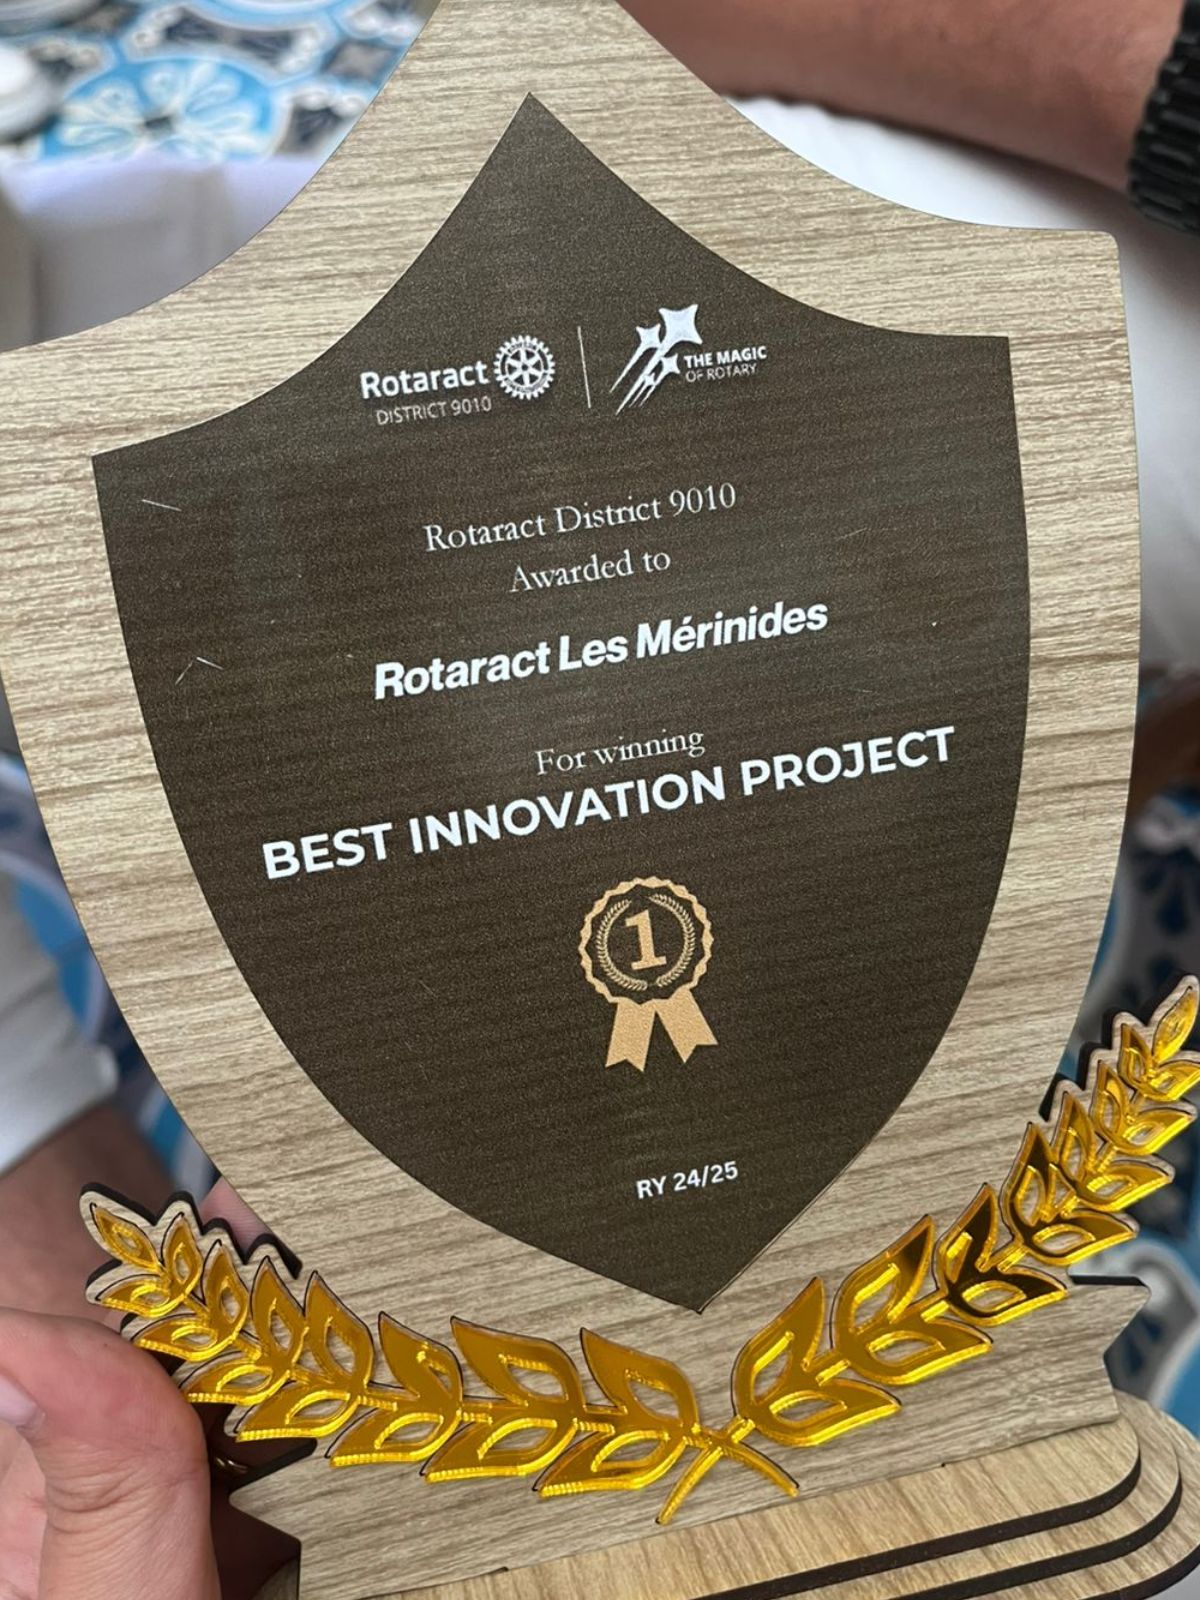 Rotaract
DISTRICT 9010
THE MAGIC
OF ROTARY
Rotaract District 9010
Awarded to
Rotaract Les Mérinides
For winning
BEST INNOVATION PROJECT
1
RY 24/25